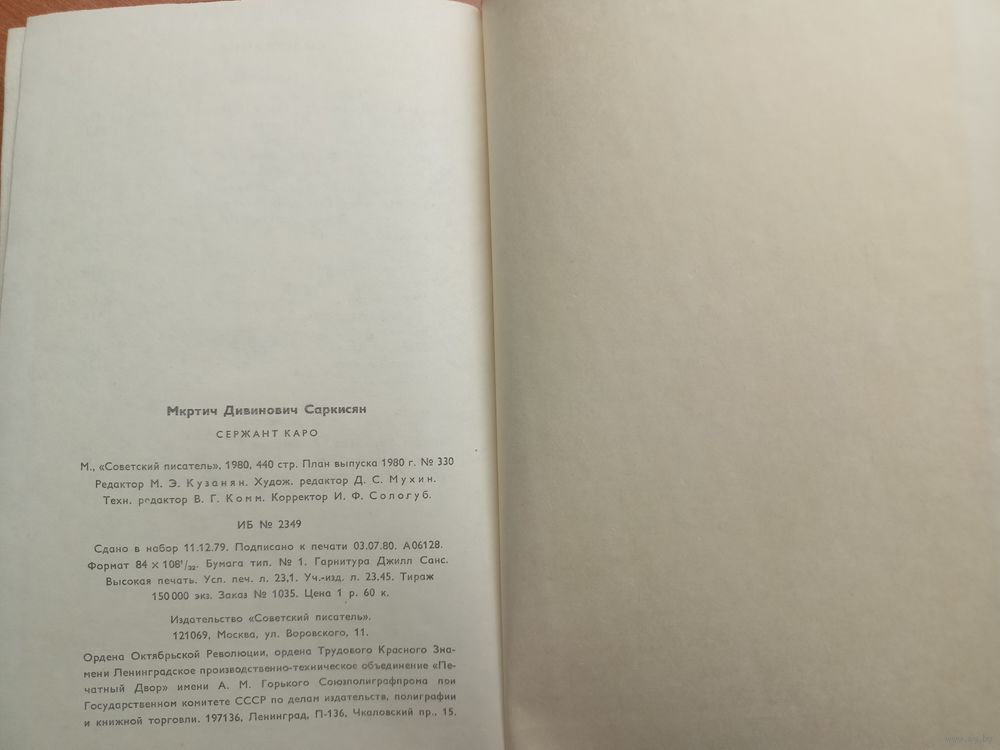 Мкртич Дивинович Саркисян
СЕРЖАНТ КАРО
М., «Советский писатель», 1980, 440 стр. План выпуска 1980 г. № 330
Редактор М. Э. Кузанян. Худож. редактор Д. С. Мухин.
Техн. редактор В. Г. Комм. Корректор И. Ф. Сологуб.
ИБ № 2349
Сдано в набор 11.12.79. Подписано к печати 03.07.80. А06128.
Формат 84 × 108¹/₃₂. Бумага тип. № 1. Гарнитура Джилл Санс.
Высокая печать. Усл. печ. л. 23,1. Уч.-изд. л. 23,45. Тираж
150 000 экз. Заказ № 1035. Цена 1 р. 60 к.
Издательство «Советский писатель».
121069, Москва, ул. Воровского, 11.
Ордена Октябрьской Революции, ордена Трудового Красного Зна-
мени Ленинградское производственно-техническое объединение «Пе-
чатный Двор» имени А. М. Горького Союзполиграфпрома при
Государственном комитете СССР по делам издательств, полиграфии
и книжной торговли. 197136, Ленинград, П-136, Чкаловский пр., 15.